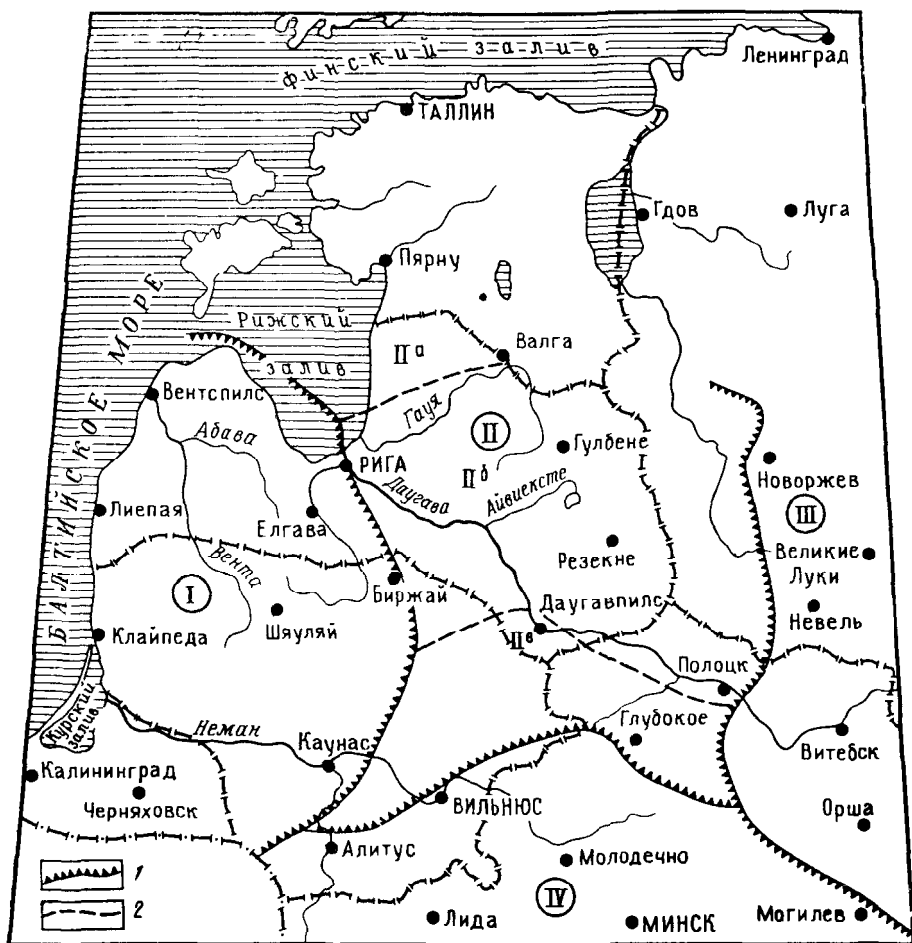 Финский залив
Ленинград
ТАЛЛИН
Гдов
Луга
Пярну
БАЛТИЙСКОЕ МОРЕ
Рижский
залив
IIа
Валга
Вентспилс
Гауя
Абава
II
Гулбене
РИГА
IIб
Новоржев
Даугава
Айвиексте
Лиепая
Елгава
III
Вента
Резекне
Великие
Луки
I
Биржай
Даугавпилс
Шяуляй
Невель
Клайпеда
IIв
Полоцк
Курский
залив
Неман
Глубокое
Витебск
Каунас
Калининград
Черняховск
ВИЛЬНЮС
Орша
Алитус
Молодечно
1
2
IV
Лида
МИНСК
Могилев